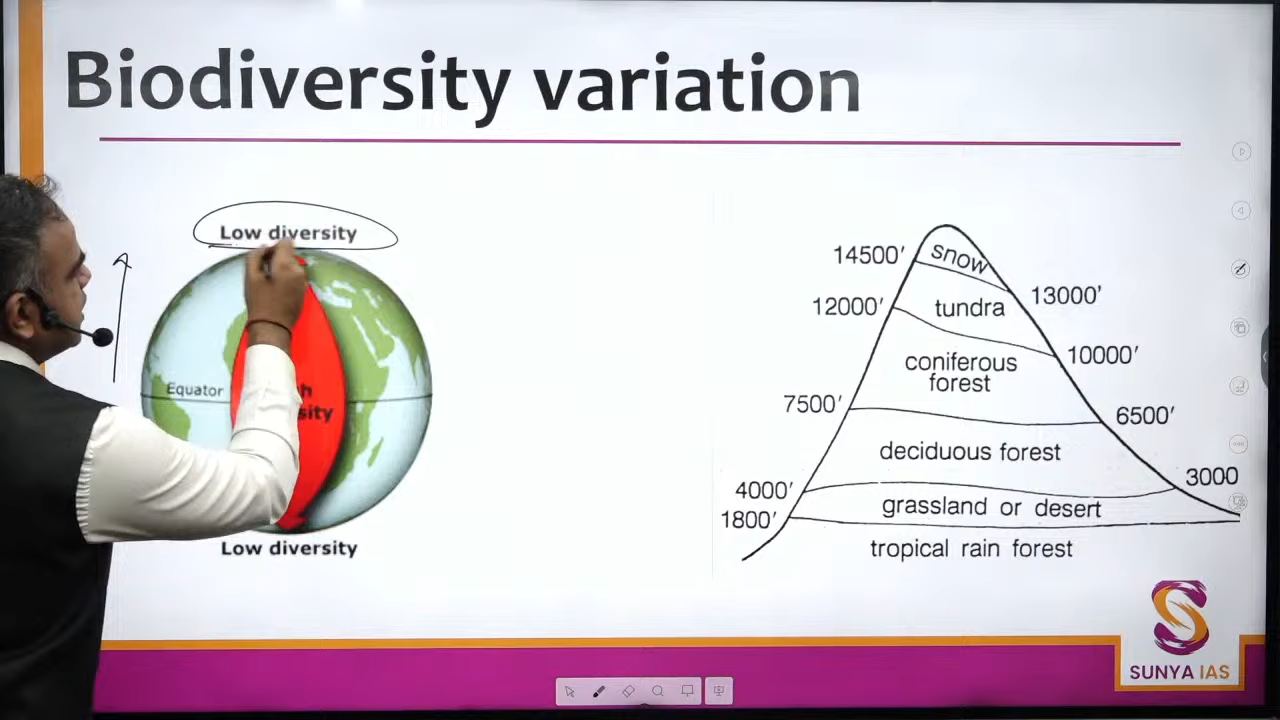 Biodiversity variation
Low diversity
Equator
Low diversity
14500′
snow
13000′
12000′
tundra
10000′
coniferous
forest
7500′
6500′
deciduous forest
3000
4000′
grassland or desert
1800′
tropical rain forest
SUNYA IAS